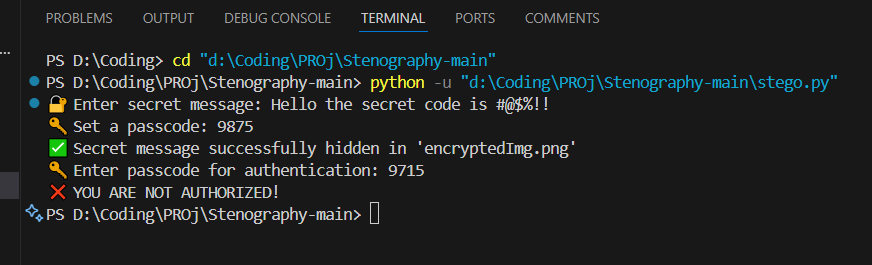 PROBLEMS OUTPUT DEBUG CONSOLE TERMINAL PORTS COMMENTS
PS D:\Coding> cd "d:\Coding\PROj\Stenography-main"
PS D:\Coding\PROj\Stenography-main> python -u "d:\Coding\PROj\Stenography-main\stego.py"
🔐 Enter secret message: Hello the secret code is #@$%!!
🔑 Set a passcode: 9875
✅ Secret message successfully hidden in 'encryptedImg.png'
🔑 Enter passcode for authentication: 9715
❌ YOU ARE NOT AUTHORIZED!
PS D:\Coding\PROj\Stenography-main>